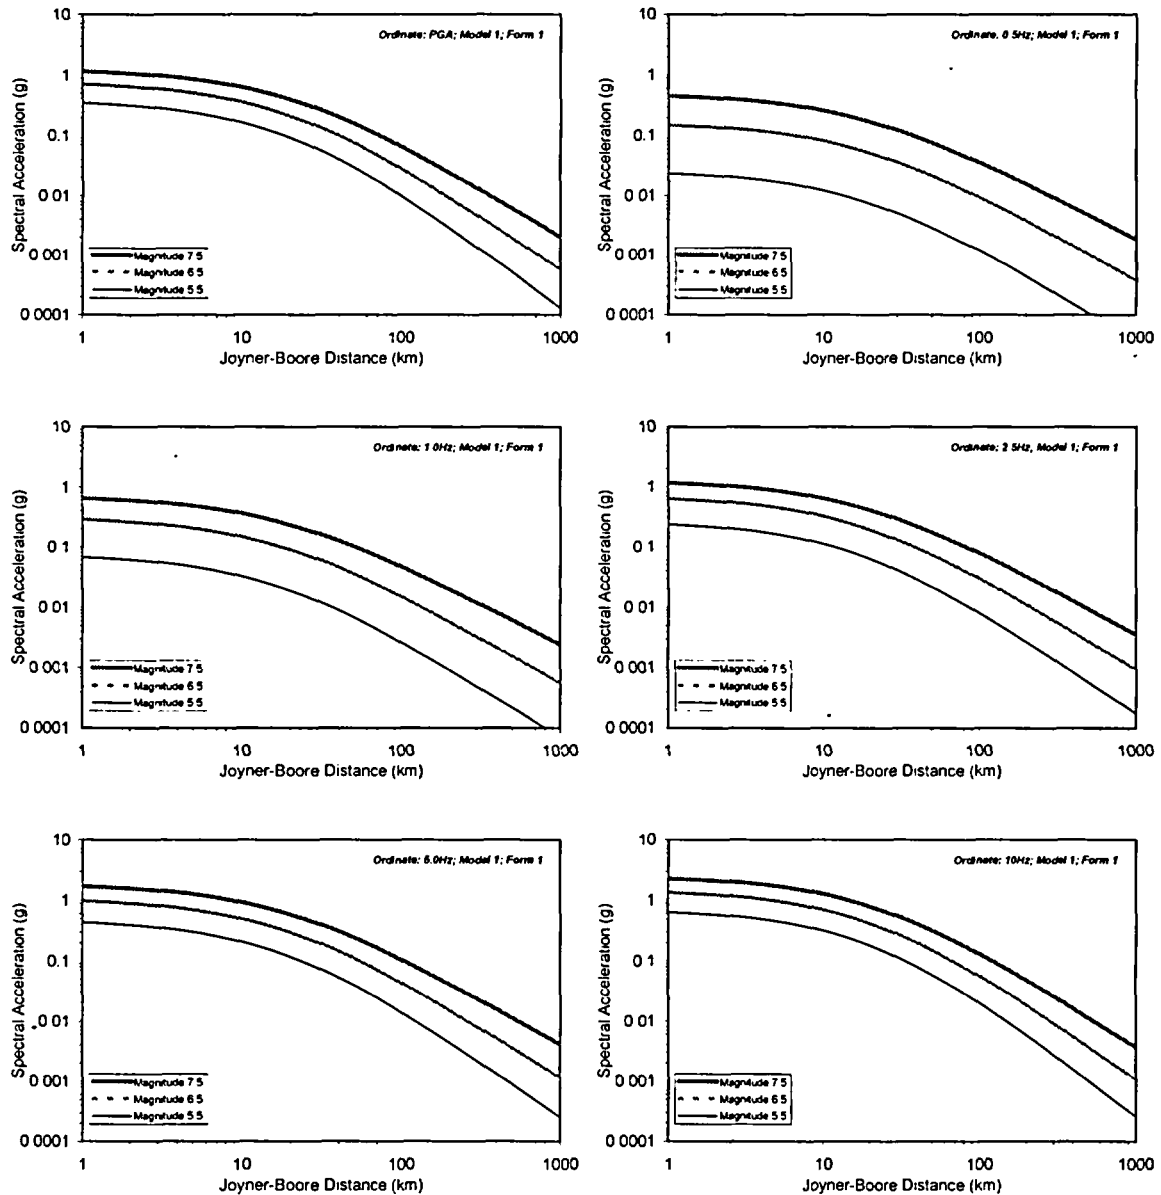 Ordinate: PGA; Model 1; Form 1
Spectral Acceleration (g)
10
1
0.1
0 01
0 001
0 0001
Magnitude 7 5
Magnitude 6 5
Magnitude 5 5
1 10 100 1000
Joyner-Boore Distance (km)
Ordinate. 0 5Hz; Model 1; Form 1
Spectral Acceleration (g)
10
1
0.1
0 01
0 001
0 0001
Magnitude 7 5
Magnitude 6 5
Magnitude 5 5
1 10 100 1000
Joyner-Boore Distance (km)
Ordinate: 1 0Hz; Model 1; Form 1
Spectral Acceleration (g)
10
1
0 1
0 01
0 001
0 0001
Magnitude 7 5
Magnitude 6 5
Magnitude 5 5
1 10 100 1000
Joyner-Boore Distance (km)
Ordinate: 2 5Hz, Model 1; Form 1
Spectral Acceleration (g)
10
1
0 1
0 01
0 001
0 0001
Magnitude 7 5
Magnitude 6 5
Magnitude 5 5
1 10 100 1000
Joyner-Boore Distance (km)
Ordinate: 5.0Hz; Model 1; Form 1
Spectral Acceleration (g)
10
1
0 1
0 01
0 001
0 0001
Magnitude 7 5
Magnitude 6 5
Magnitude 5 5
1 10 100 1000
Joyner-Boore Distance (km)
Ordinate: 10Hz; Model 1; Form 1
Spectral Acceleration (g)
10
1
0.1
0 01
0 001
0 0001
Magnitude 7 5
Magnitude 6 5
Magnitude 5 5
1 10 100 1000
Joyner-Boore Distance (km)